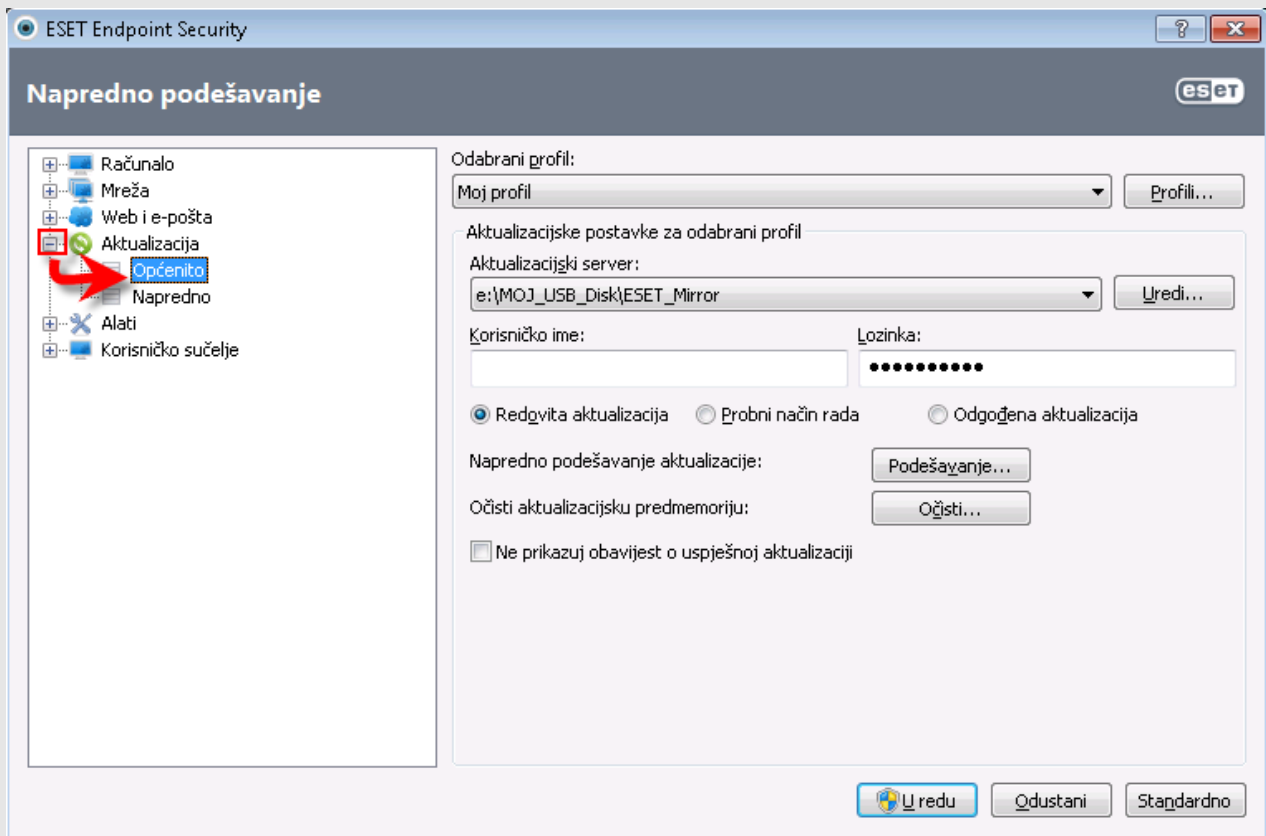 ESET Endpoint Security
Napredno podešavanje
eset
Računalo
Mreža
Web i e-pošta
Aktualizacija
Općenito
Napredno
Alati
Korisničko sučelje
Odabrani profil:
Moj profil
Profili...
Aktualizacijske postavke za odabrani profil
Aktualizacijski server:
e:\MOJ_USB_Disk\ESET_Mirror
Uredi...
Korisničko ime: Lozinka:
●●●●●●●●●●
Redovita aktualizacija Probni način rada Odgođena aktualizacija
Napredno podešavanje aktualizacije: Podešavanje...
Očisti aktualizacijsku predmemoriju: Očisti...
Ne prikazuj obavijest o uspješnoj aktualizaciji
U redu Odustani Standardno